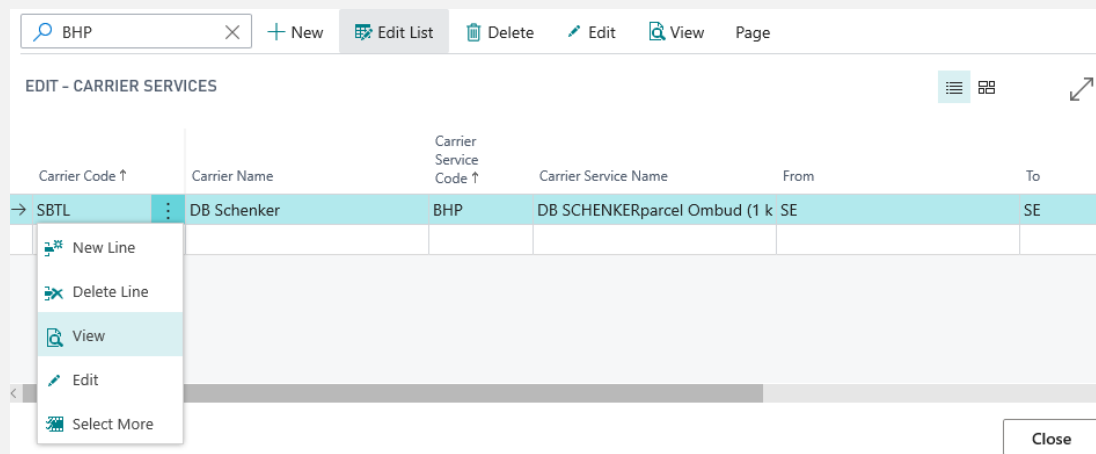 BHP
New
Edit List
Delete
Edit
View
Page
EDIT - CARRIER SERVICES
Carrier Code ↑
Carrier Name
Carrier
Service
Code ↑
Carrier Service Name
From
To
SBTL
DB Schenker
BHP
DB SCHENKERparcel Ombud (1 k
SE
SE
New Line
Delete Line
View
Edit
Select More
Close